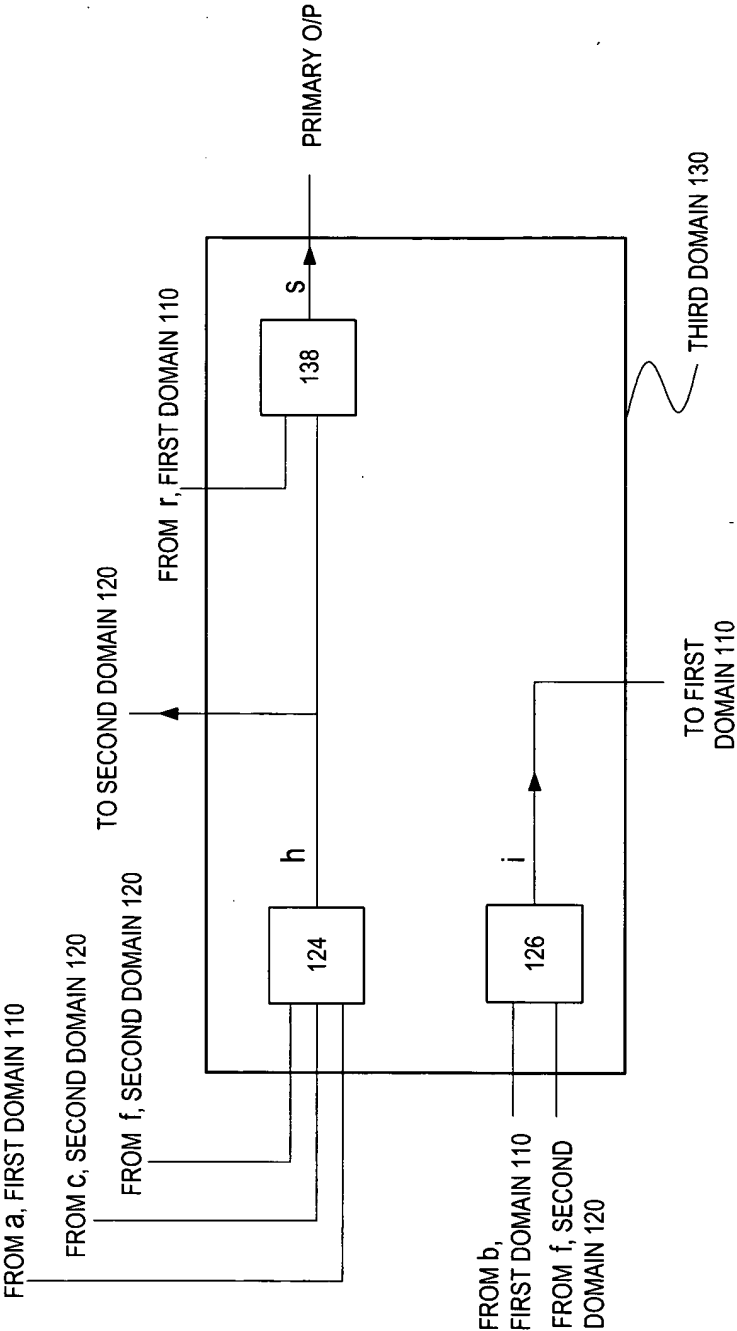 FROM a, FIRST DOMAIN 110
FROM c, SECOND DOMAIN 120
FROM f, SECOND DOMAIN 120
TO SECOND DOMAIN 120
FROM r, FIRST DOMAIN 110
PRIMARY O/P
124
h
138
s
126
i
FROM b,
FIRST DOMAIN 110
FROM f, SECOND
DOMAIN 120
TO FIRST
DOMAIN 110
THIRD DOMAIN 130